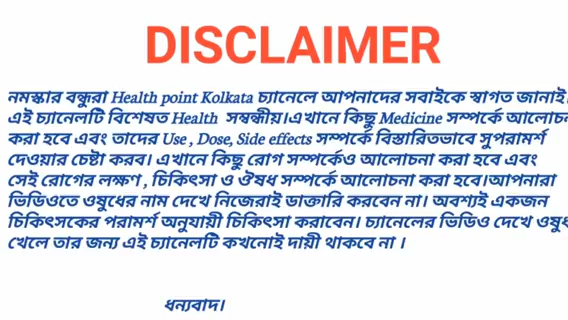 DISCLAIMER
নমস্কার বন্ধুরা Health point Kolkata চ্যানেলে আপনাদের সবাইকে স্বাগত জানাই।
এই চ্যানেলটি বিশেষত Health সম্বন্ধীয়।এখানে কিছু Medicine সম্পর্কে আলোচনা
করা হবে এবং তাদের Use , Dose, Side effects সম্পর্কে বিস্তারিতভাবে সুপরামর্শ
দেওয়ার চেষ্টা করব। এখানে কিছু রোগ সম্পর্কেও আলোচনা করা হবে এবং
সেই রোগের লক্ষণ , চিকিৎসা ও ঔষধ সম্পর্কে আলোচনা করা হবে।আপনারা
ভিডিওতে ওষুধের নাম দেখে নিজেরাই ডাক্তারি করবেন না। অবশ্যই একজন
চিকিৎসকের পরামর্শ অনুযায়ী চিকিৎসা করাবেন। চ্যানেলের ভিডিও দেখে ওষুধ
খেলে তার জন্য এই চ্যানেলটি কখনোই দায়ী থাকবে না ।
ধন্যবাদ।